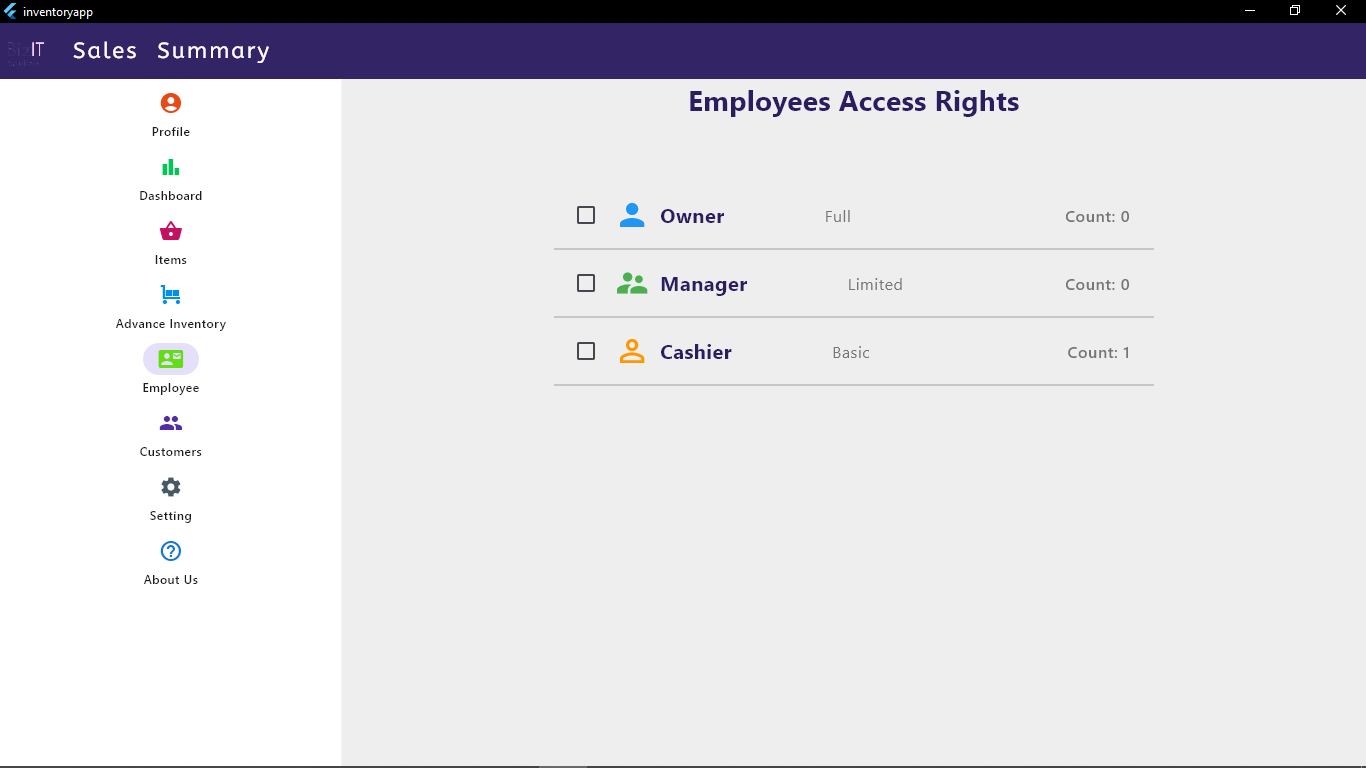 inventoryapp
IT
Sales Summary
Profile
Dashboard
Items
Advance Inventory
Employee
Customers
Setting
About Us
Employees Access Rights
Owner Full Count: 0
Manager Limited Count: 0
Cashier Basic Count: 1